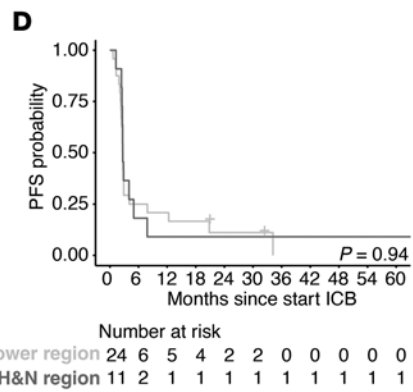 D
1.00
0.75
0.50
0.25
0.00
PFS probability
P = 0.94
0 6 12 18 24 30 36 42 48 54 60
Months since start ICB
Number at risk
ower region 24 6 5 4 2 2 0 0 0 0 0
H&N region 11 2 1 1 1 1 1 1 1 1 1